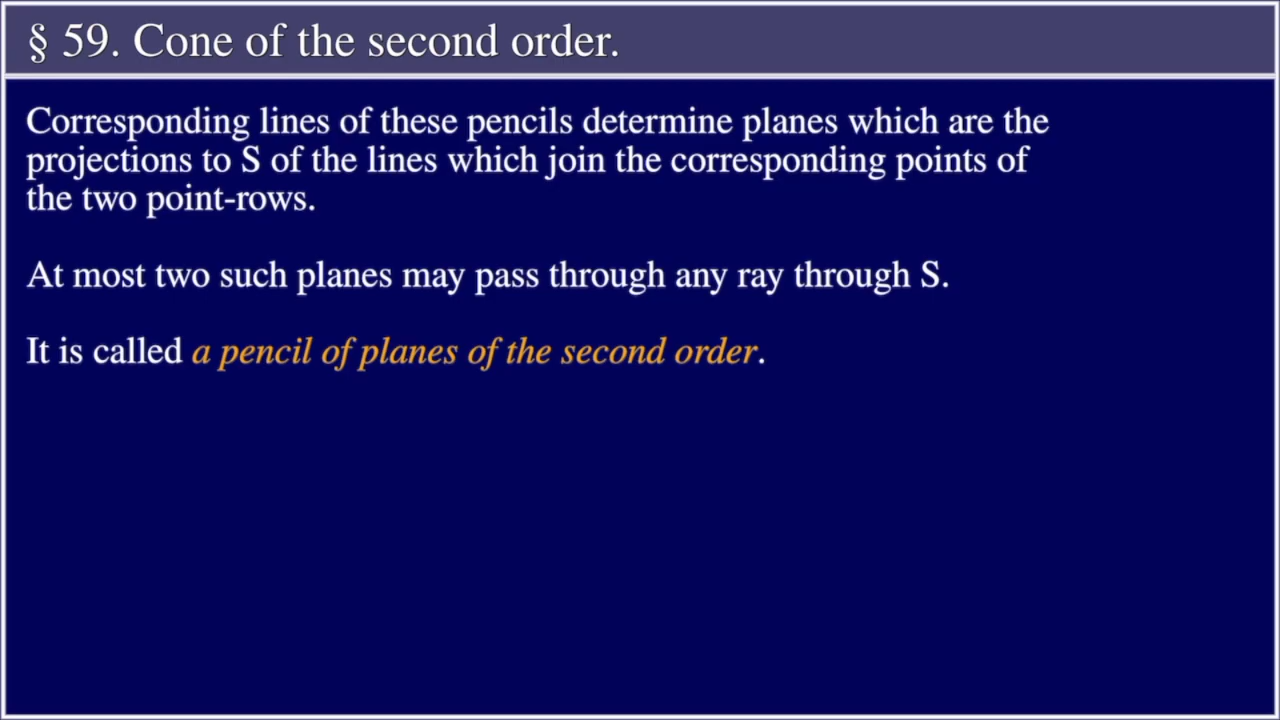 § 59. Cone of the second order.
Corresponding lines of these pencils determine planes which are the
projections to S of the lines which join the corresponding points of
the two point-rows.
At most two such planes may pass through any ray through S.
It is called a pencil of planes of the second order.